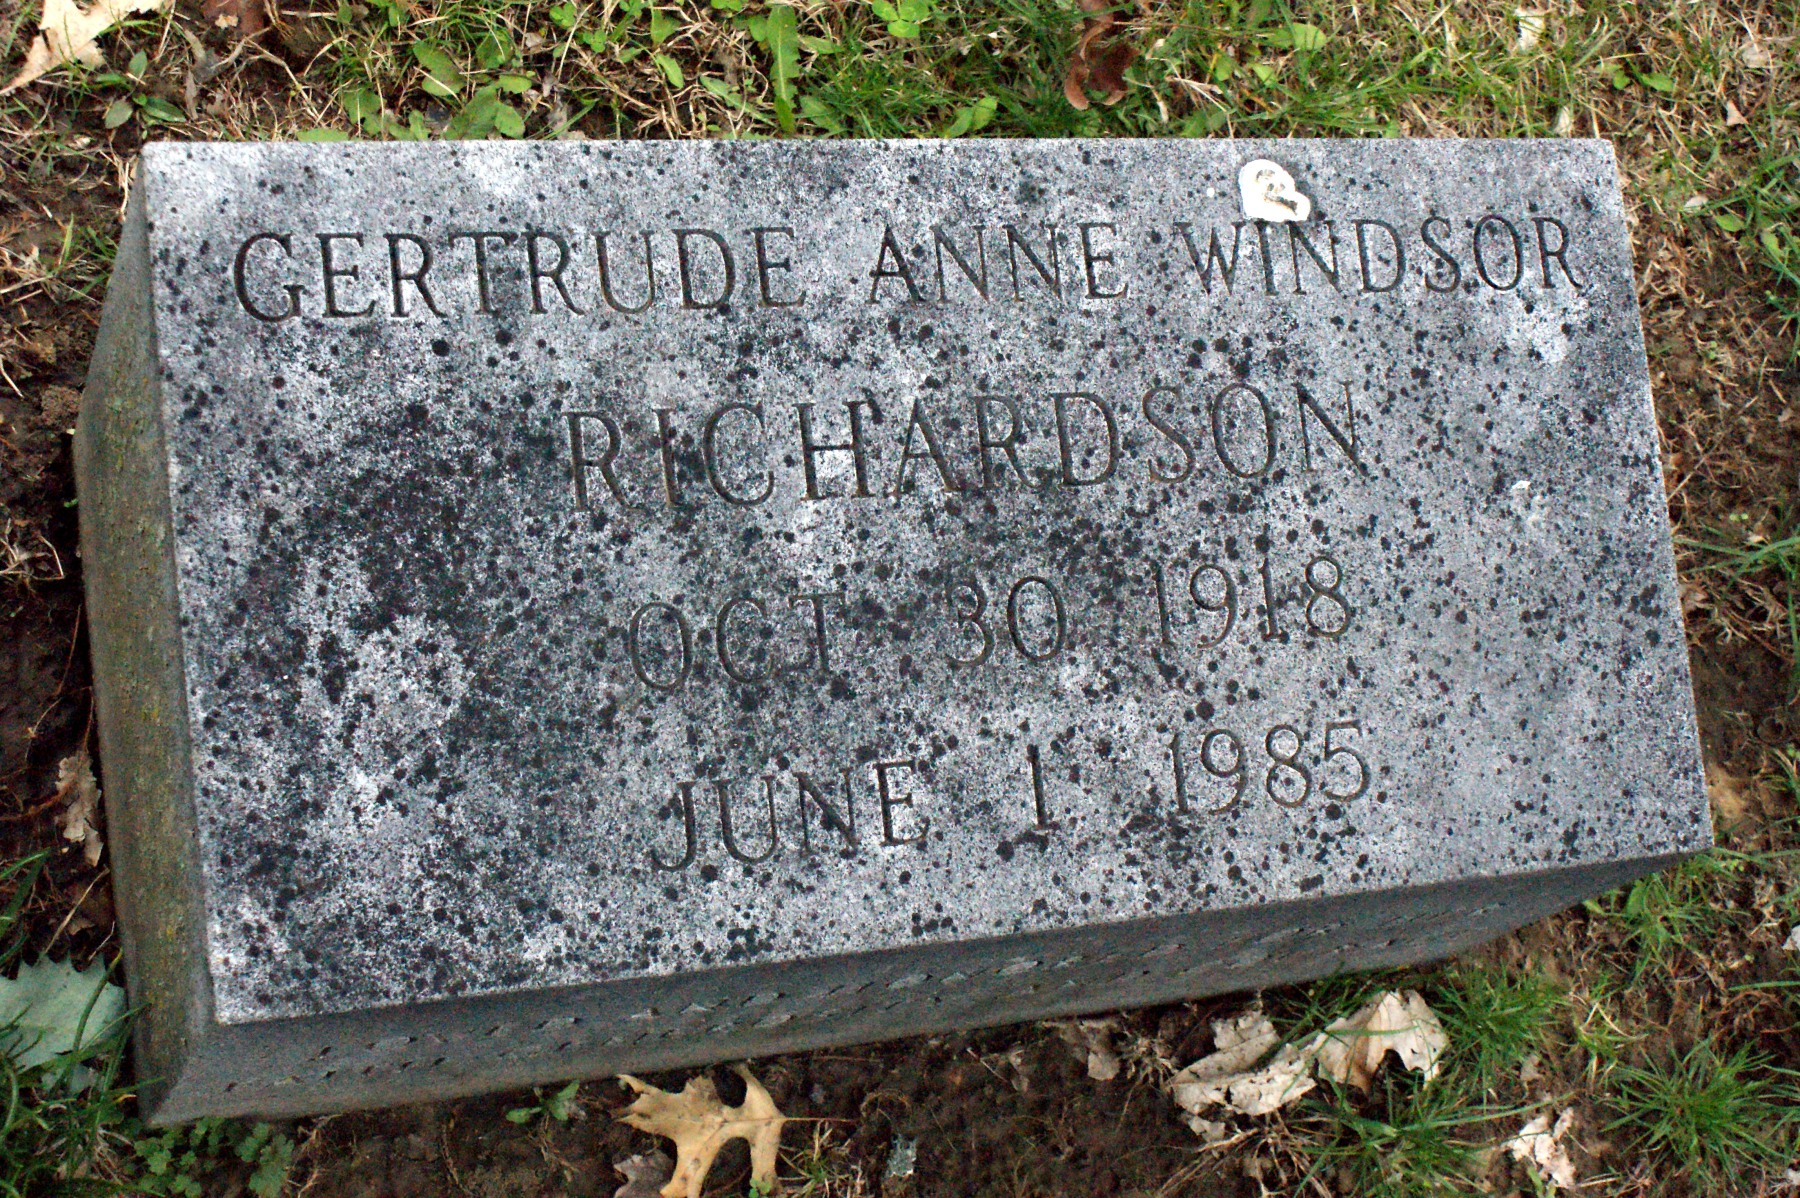 GERTRUDE ANNE WINDSOR
RICHARDSON
OCT 30 1918
JUNE 1 1985